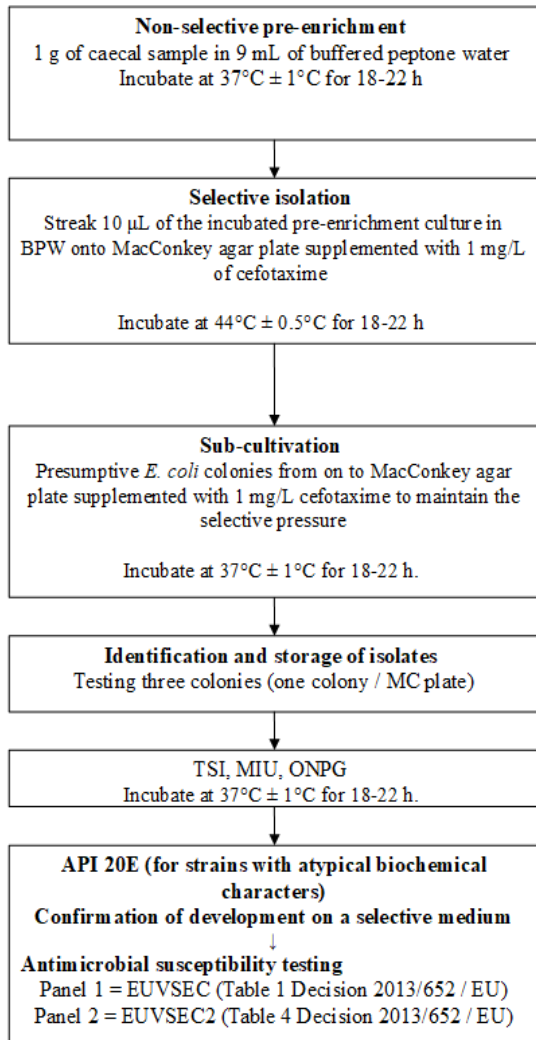 Non-selective pre-enrichment
1 g of caecal sample in 9 mL of buffered peptone water
Incubate at 37°C ± 1°C for 18-22 h
Selective isolation
Streak 10 µL of the incubated pre-enrichment culture in
BPW onto MacConkey agar plate supplemented with 1 mg/L
of cefotaxime
Incubate at 44°C ± 0.5°C for 18-22 h
Sub-cultivation
Presumptive E. coli colonies from on to MacConkey agar
plate supplemented with 1 mg/L cefotaxime to maintain the
selective pressure
Incubate at 37°C ± 1°C for 18-22 h.
Identification and storage of isolates
Testing three colonies (one colony / MC plate)
TSI, MIU, ONPG
Incubate at 37°C ± 1°C for 18-22 h.
API 20E (for strains with atypical biochemical
characters)
Confirmation of development on a selective medium
↓
Antimicrobial susceptibility testing
Panel 1 = EUVSEC (Table 1 Decision 2013/652 / EU)
Panel 2 = EUVSEC2 (Table 4 Decision 2013/652 / EU)